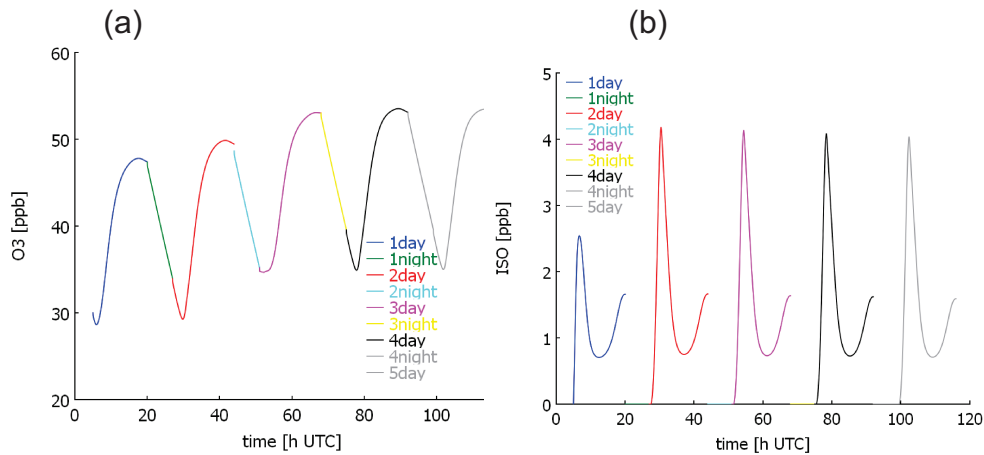 (a)
60
50
40
30
20
O3 [ppb]
0
20
40
60
80
100
time [h UTC]
1day
1night
2day
2night
3day
3night
4day
4night
5day
(b)
5
4
3
2
1
0
ISO [ppb]
0
20
40
60
80
100
120
time [h UTC]
1day
1night
2day
2night
3day
3night
4day
4night
5day